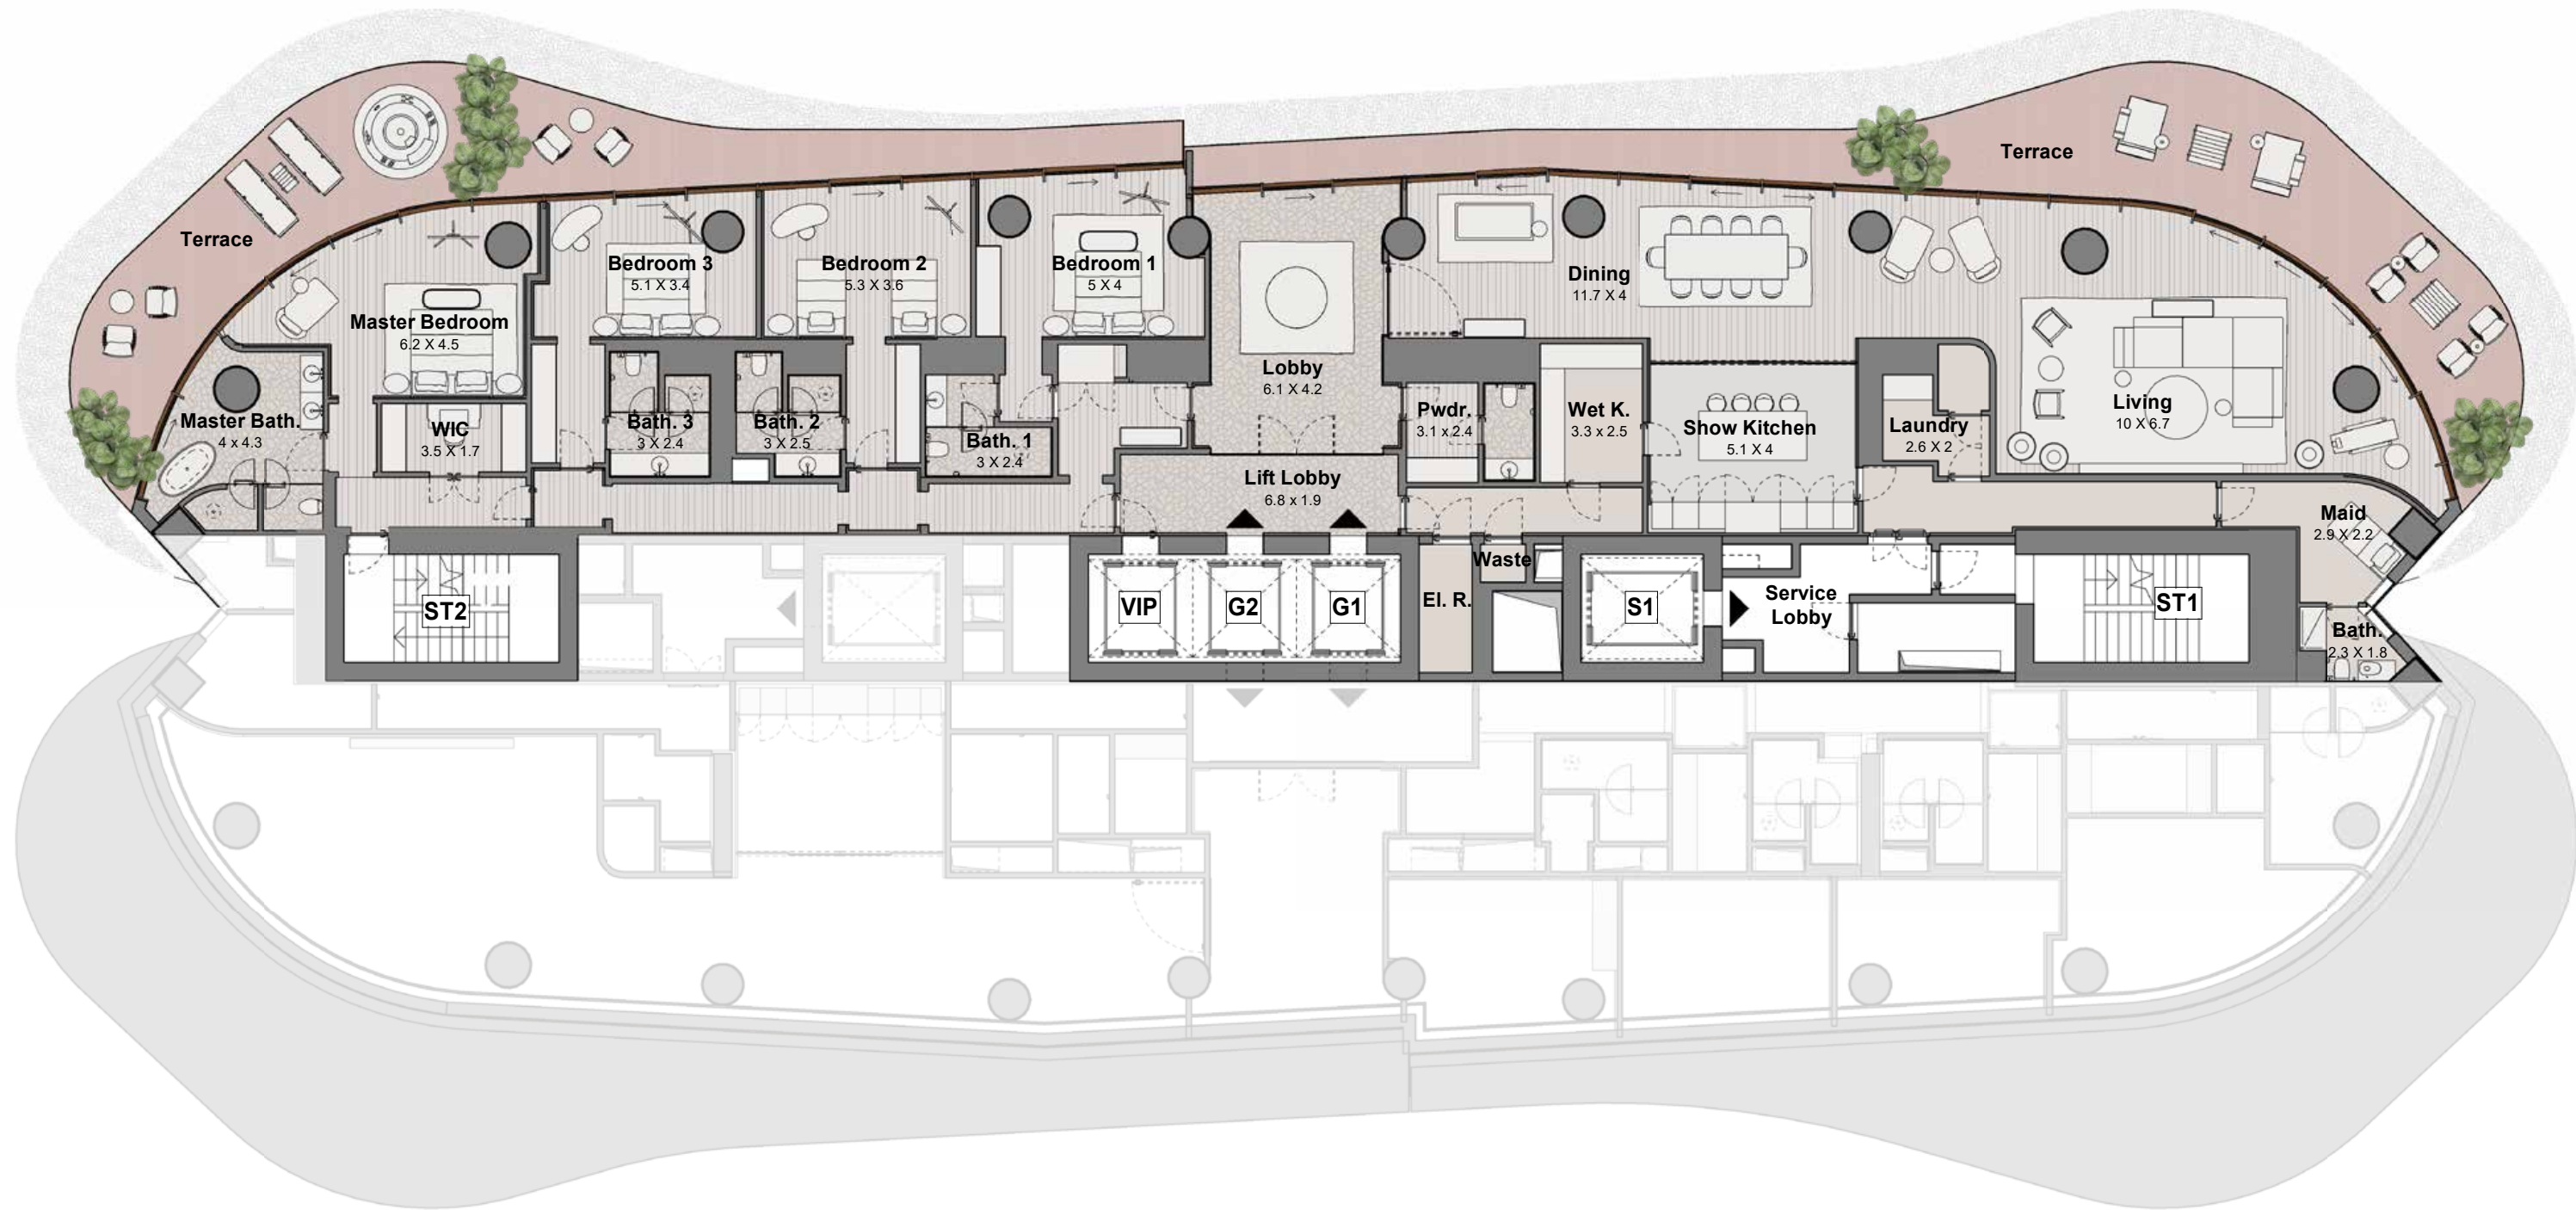 Terrace
Terrace
Bedroom 3
5.1 X 3.4
Bedroom 2
5.3 X 3.6
Bedroom 1
5 X 4
Dining
11.7 X 4
Master Bedroom
6.2 X 4.5
Lobby
6.1 X 4.2
Living
10 X 6.7
Master Bath.
4 x 4.3
WIC
3.5 X 1.7
Bath. 3
3 X 2.4
Bath. 2
3 X 2.5
Bath. 1
3 X 2.4
Pwdr.
3.1 x 2.4
Wet K.
3.3 x 2.5
Show Kitchen
5.1 X 4
Laundry
2.6 X 2
Lift Lobby
6.8 x 1.9
Maid
2.9 X 2.2
Waste
ST2
VIP
G2
G1
El. R.
S1
Service
Lobby
ST1
Bath.
2.3 X 1.8